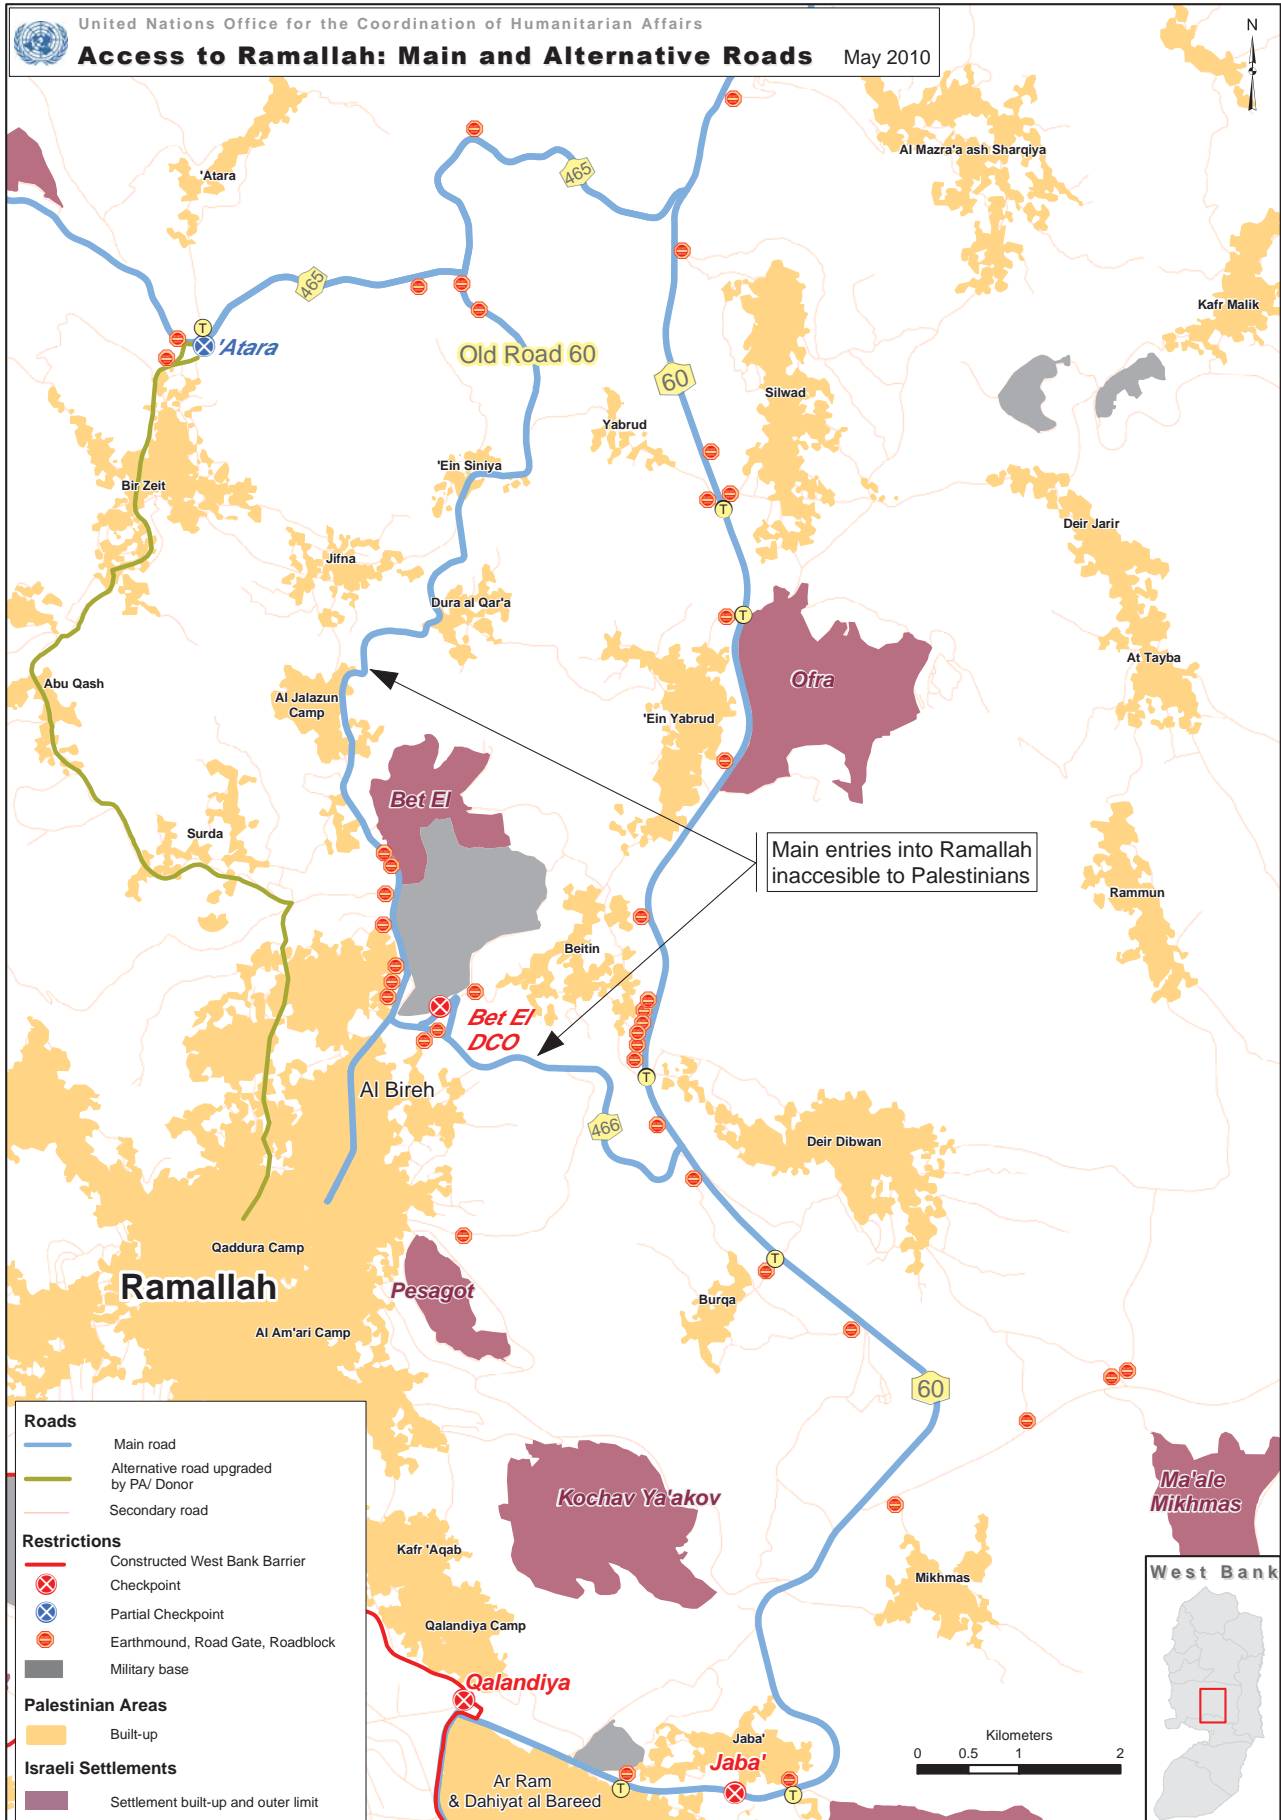 United Nations Office for the Coordination of Humanitarian Affairs
Access to Ramallah: Main and Alternative Roads May 2010
N
Al Mazra'a ash Sharqiya
'Atara
465
465
Kafr Malik
T
'Atara
Old Road 60
60
Silwad
Yabrud
'Ein Siniya
Bir Zeit
T
Deir Jarir
Jifna
Dura al Qar'a
T
At Tayba
Abu Qash
Ofra
Al Jalazun
Camp
'Ein Yabrud
Bet El
Surda
Main entries into Ramallah
inaccesible to Palestinians
Rammun
Beitin
Bet El
DCO
T
Al Bireh
466
Deir Dibwan
Qaddura Camp
T
Ramallah
Pesagot
Burqa
Al Am'ari Camp
60
Kochav Ya'akov
Ma'ale
Mikhmas
Kafr 'Aqab
Mikhmas
Qalandiya Camp
Qalandiya
Jaba'
Jaba'
T
T
Ar Ram
& Dahiyat al Bareed
Roads
Main road
Alternative road upgraded
by PA/ Donor
Secondary road
Restrictions
Constructed West Bank Barrier
Checkpoint
Partial Checkpoint
Earthmound, Road Gate, Roadblock
Military base
Palestinian Areas
Built-up
Israeli Settlements
Settlement built-up and outer limit
Kilometers
0 0.5 1 2
West Bank